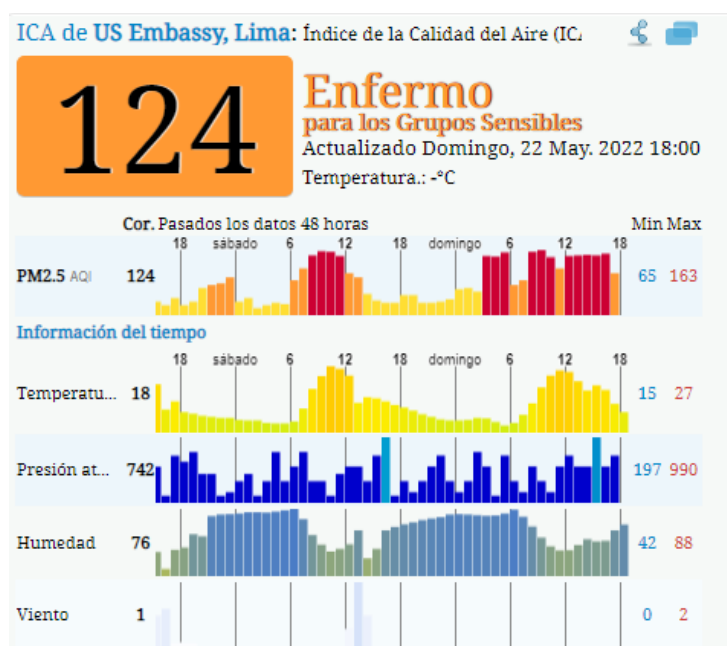 ICA de US Embassy, Lima: Índice de la Calidad del Aire (ICA
124
Enfermo
para los Grupos Sensibles
Actualizado Domingo, 22 May. 2022 18:00
Temperatura.: -°C
Cor. Pasados los datos 48 horas Min Max
18 sábado 6 12 18 domingo 6 12 18
PM2.5 AQI 124 65 163
Información del tiempo
18 sábado 6 12 18 domingo 6 12 18
Temperatu... 18 15 27
Presión at... 742 197 990
Humedad 76 42 88
Viento 1 0 2